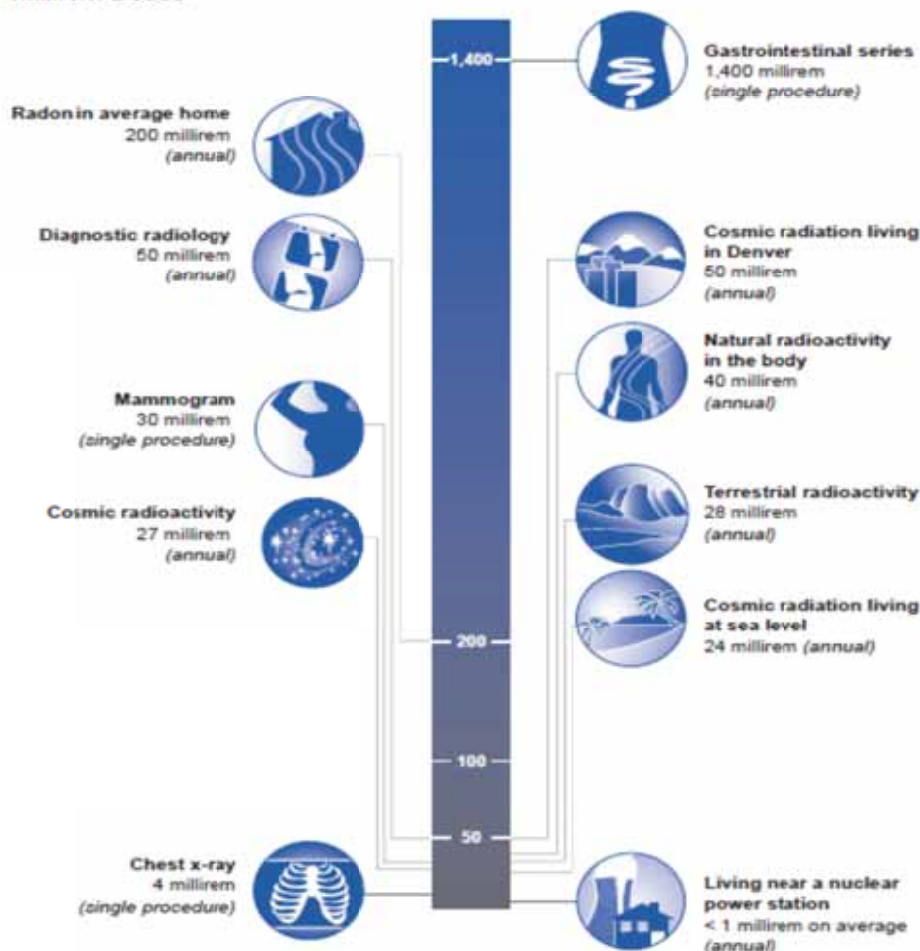 1,400
Gastrointestinal series
1,400 millirem
(single procedure)
Radon in average home
200 millirem
(annual)
Diagnostic radiology
50 millirem
(annual)
Cosmic radiation living
in Denver
50 millirem
(annual)
Natural radioactivity
in the body
40 millirem
(annual)
Mammogram
30 millirem
(single procedure)
Cosmic radioactivity
27 millirem
(annual)
Terrestrial radioactivity
28 millirem
(annual)
Cosmic radiation living
at sea level
24 millirem (annual)
200
100
50
Chest x-ray
4 millirem
(single procedure)
Living near a nuclear
power station
< 1 millirem on average
(annual)